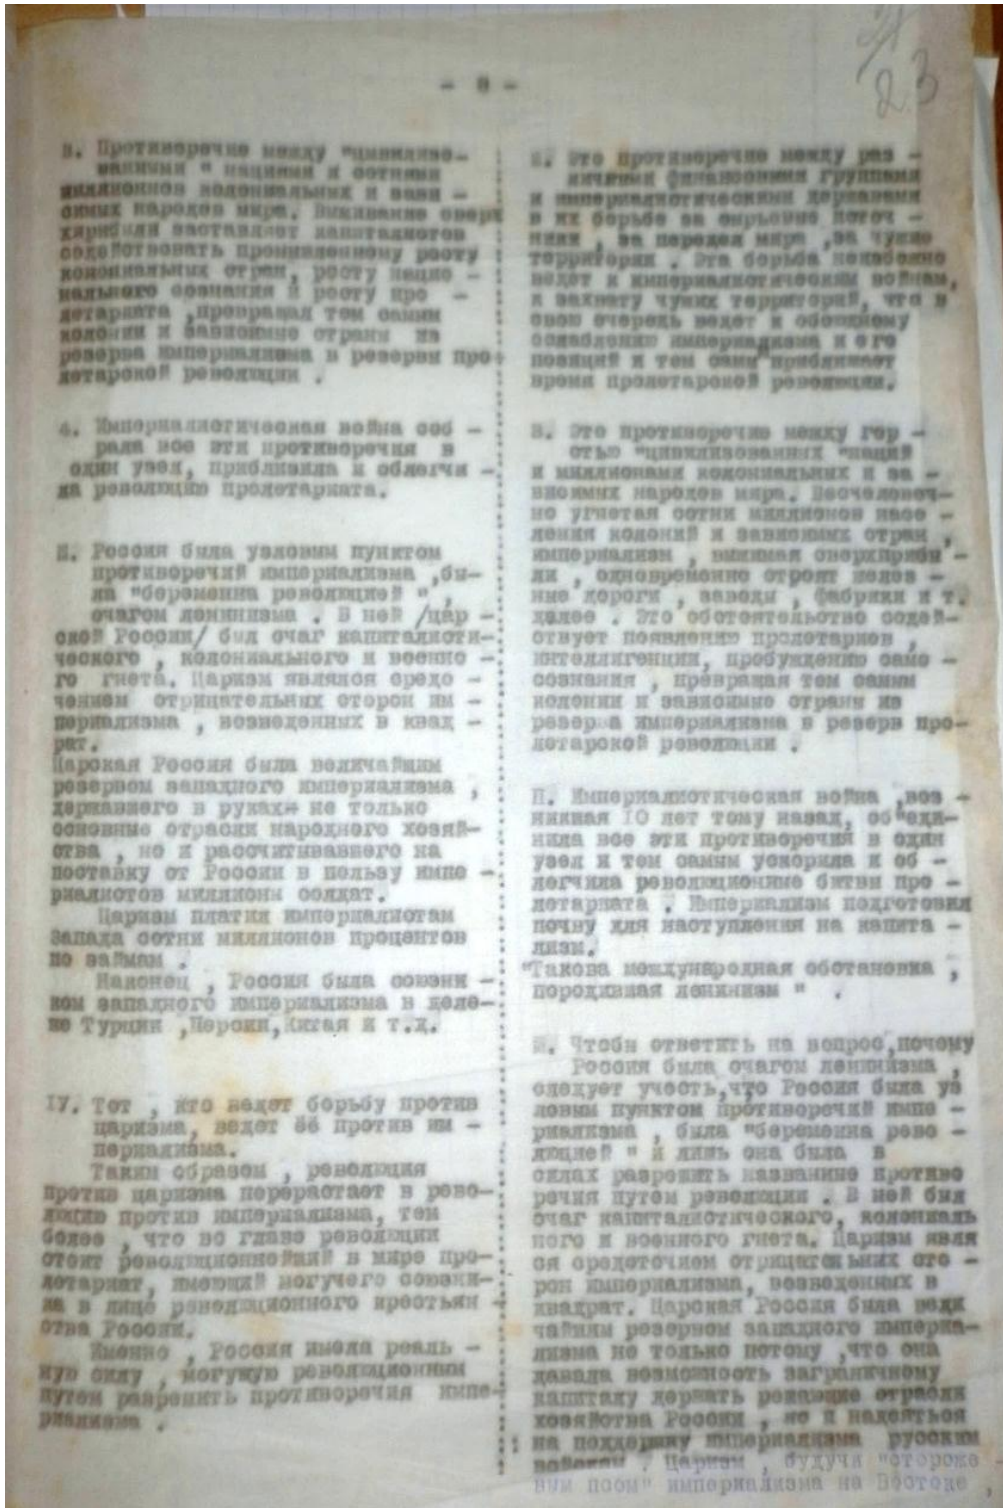 21
23
- 8 -
3. Противоречие между "цивилизо-
ванными " нациями и сотнями
миллионов колониальных и зави -
симых народов мира. Выжимание сверх
прибыли заставляет капиталистов
содействовать промышленному росту
колониальных стран, росту нацио -
нального сознания и росту про -
летариата ,превращая тем самым
колонии и зависимые страны из
резерва империализма в резервы про-
летарской революции .
4. Империалистическая война соб -
рала все эти противоречия в
один узел, приблизила и облегчи -
ла революцию пролетариата.
II. Россия была узловым пунктом
противоречий империализма ,бы-
ла "беременна революцией ",
очагом ленинизма . В ней /цар -
ской России/ был очаг капиталисти-
ческого , колониального и военно -
го гнета. Царизм являлся средо -
чением отрицательных сторон им -
периализма , возведенных в квад -
рат.
Царская Россия была величайшим
резервом западного империализма ,
державшего в руках не только
основные отрасли народного хозяй-
ства , но и рассчитывавшего на
поставку от России в пользу импе -
риалистов миллионы солдат.
Царизм платил империалистам
Запада сотни миллионов процентов
по займам .
Наконец , Россия была союзни -
ком западного империализма в деле-
же Турции ,Персии,Китая и т.д.
IУ. Тот , кто ведет борьбу против
царизма, ведет её против им -
периализма.
Таким образом , революция
против царизма перерастает в рево-
люцию против империализма, тем
более , что во главе революции
стоит революционнейший в мире про-
летариат, имеющий могучего союзни-
ка в лице революционного крестьян -
ства России.
Именно , Россия имела реаль -
ную силу , могущую революционным
путем разрешить противоречия импе-
риализма .
2. Это противоречие между раз -
личными финансовыми группами
и империалистическими державами
в их борьбе за сырьевые источ -
ники , за передел мира ,за чужие
территории . Эта борьба неизбежно
ведет к империалистическим войнам,
к захвату чужих территорий, что в
свою очередь ведет к обоюдному
ослаблению империализма и его
позиций и тем самым приближает
время пролетарской революции.
3. Это противоречие между гор -
стью "цивилизованных "наций
и миллионами колониальных и за -
висимых народов мира. Бесчеловеч-
но угнетая сотни миллионов насе -
ления колоний и зависимых стран ,
империализм , выжимая сверхприбы -
ли , одновременно строят желез -
ные дороги , заводы , фабрики и т.
далее . Это обстоятельство содей-
ствует появлению пролетариев ,
интеллигенции, пробуждению само -
сознания , превращая тем самым
колонии и зависимые страны из
резерва империализма в резерв про-
летарской революции .
П. Империалистическая война ,воз -
никшая 10 лет тому назад, об"еди-
нила все эти противоречия в один
узел и тем самым ускорила и об -
легчила революционные битвы про -
летариата . Империализм подготовил
почву для наступления на капита -
лизм.
"Такова международная обстановка ,
породившая ленинизм " .
Ш. Чтобы ответить на вопрос,почему
Россия была очагом ленинизма ,
следует учесть,что Россия была уз
ловым пунктом противоречий импе -
риализма , была "беременна рево -
люцией " и лишь она была в
силах разрешить названные противо
речия путем революции . В ней был
очаг капиталистического, колониаль
ного и военного гнета. Царизм явля
ся средоточием отрицательных сто -
рон империализма, возведенных в
квадрат. Царская Россия была вели
чайшим резервом западного империа-
лизма не только потому ,что она
давала возможность заграничному
капиталу держать решающие отрасли
хозяйства России , но и надеяться
на поддержку империализма русским
войскам . Царизм , будучи "стороже
вым псом" империализма на Востоке ,